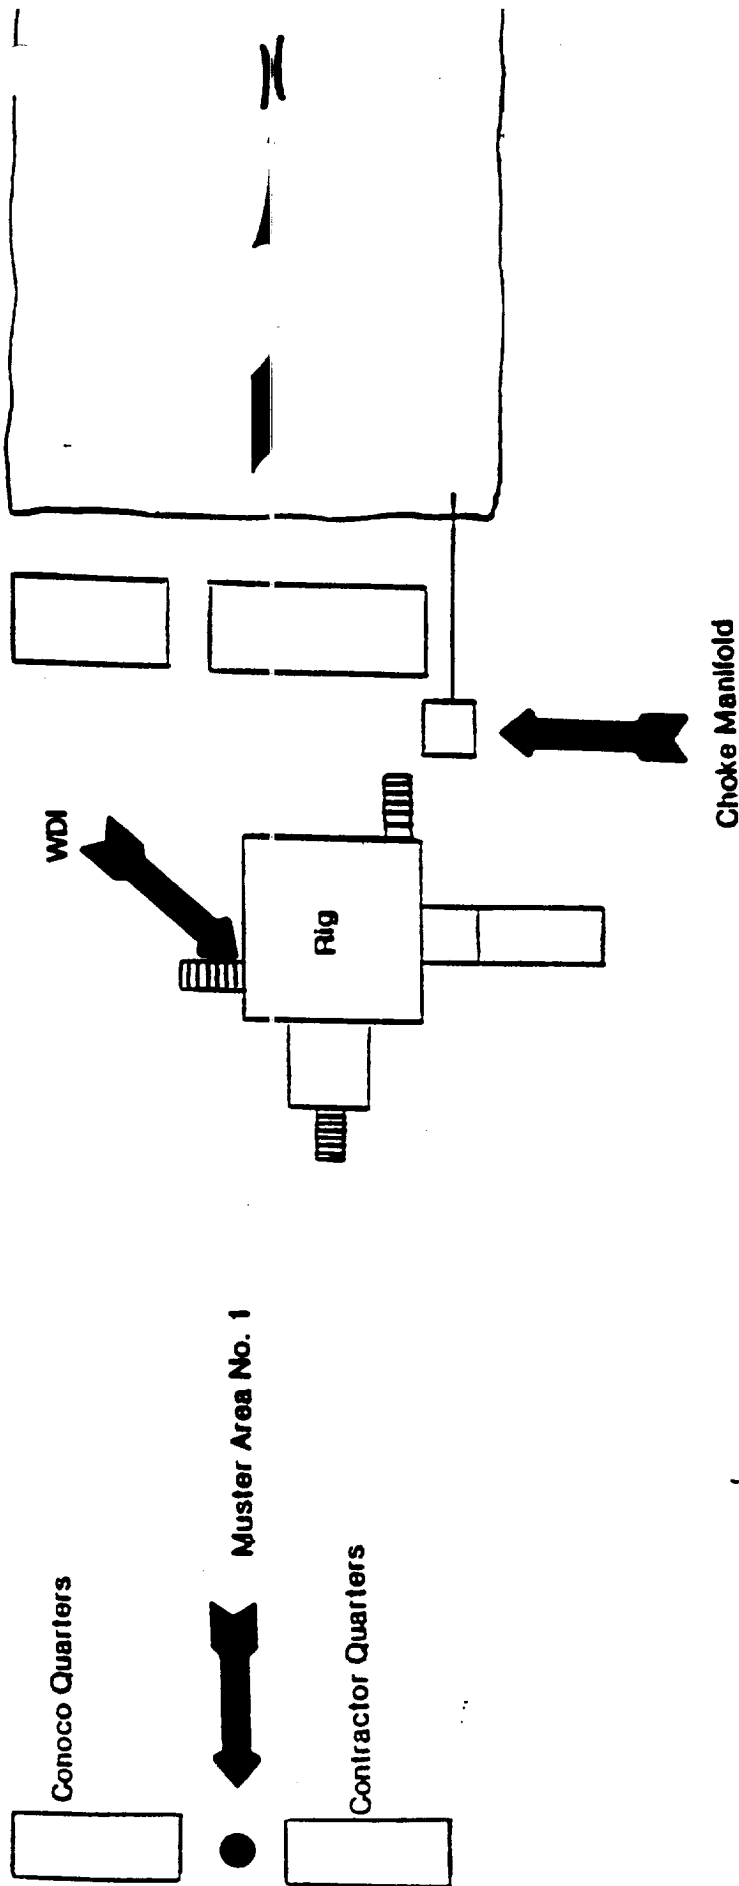 Conoco Quarters
Muster Area No. 1
Contractor Quarters
WDI
Rig
Choke Manifold